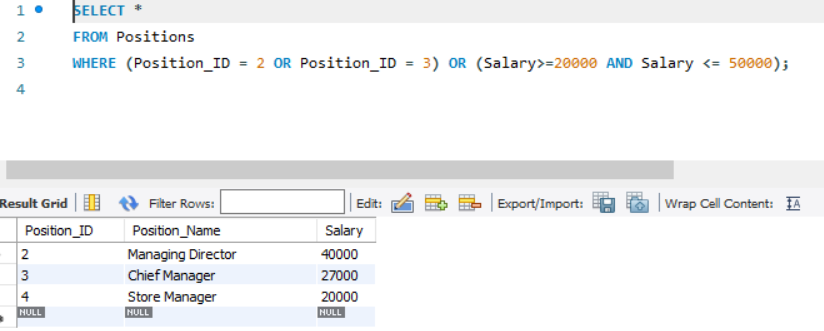 1 SELECT *
2 FROM Positions
3 WHERE (Position_ID = 2 OR Position_ID = 3) OR (Salary>=20000 AND Salary <= 50000);
4
Result Grid Filter Rows: Edit: Export/Import: Wrap Cell Content:
Position_ID Position_Name Salary
2 Managing Director 40000
3 Chief Manager 27000
4 Store Manager 20000
NULL NULL NULL